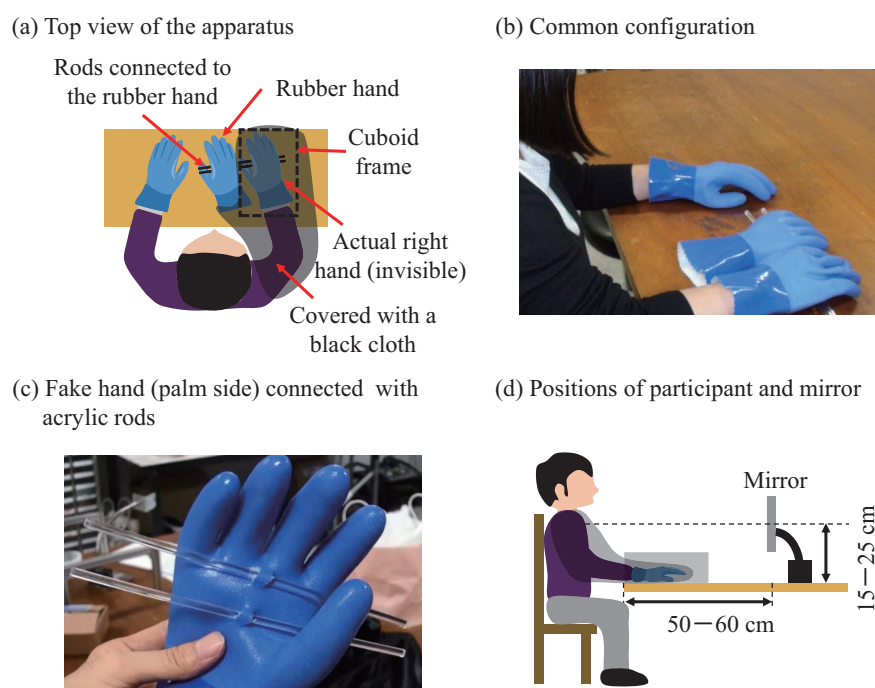 (a) Top view of the apparatus
Rods connected to
the rubber hand
Rubber hand
Cuboid
frame
Actual right
hand (invisible)
Covered with a
black cloth
(b) Common configuration
(c) Fake hand (palm side) connected with
acrylic rods
(d) Positions of participant and mirror
Mirror
15－25 cm
50－60 cm